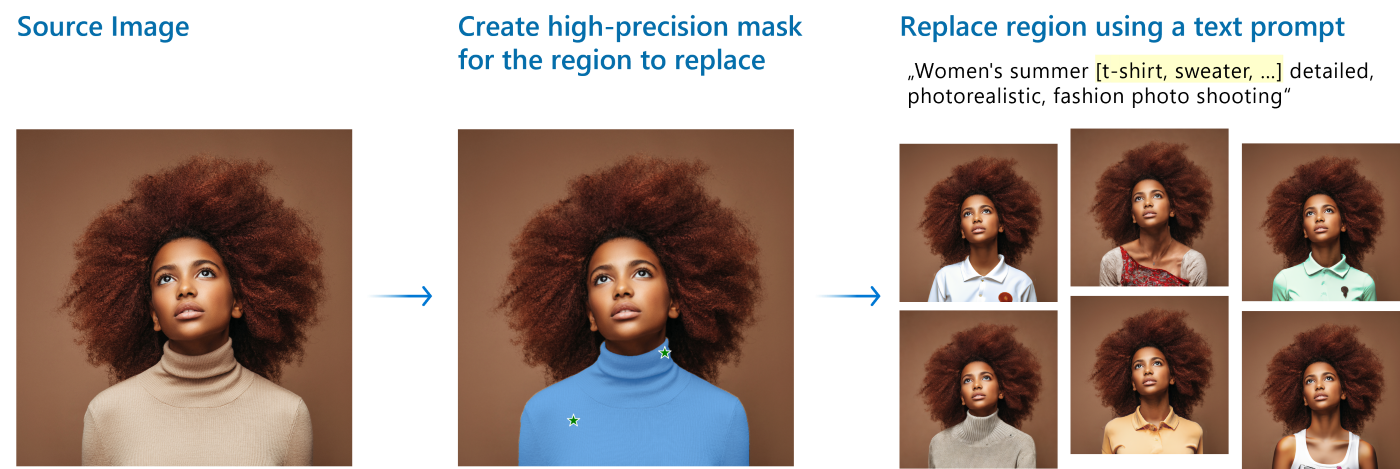 Source Image
Create high-precision mask
for the region to replace
Replace region using a text prompt
„Women's summer [t-shirt, sweater, ...] detailed,
photorealistic, fashion photo shooting“